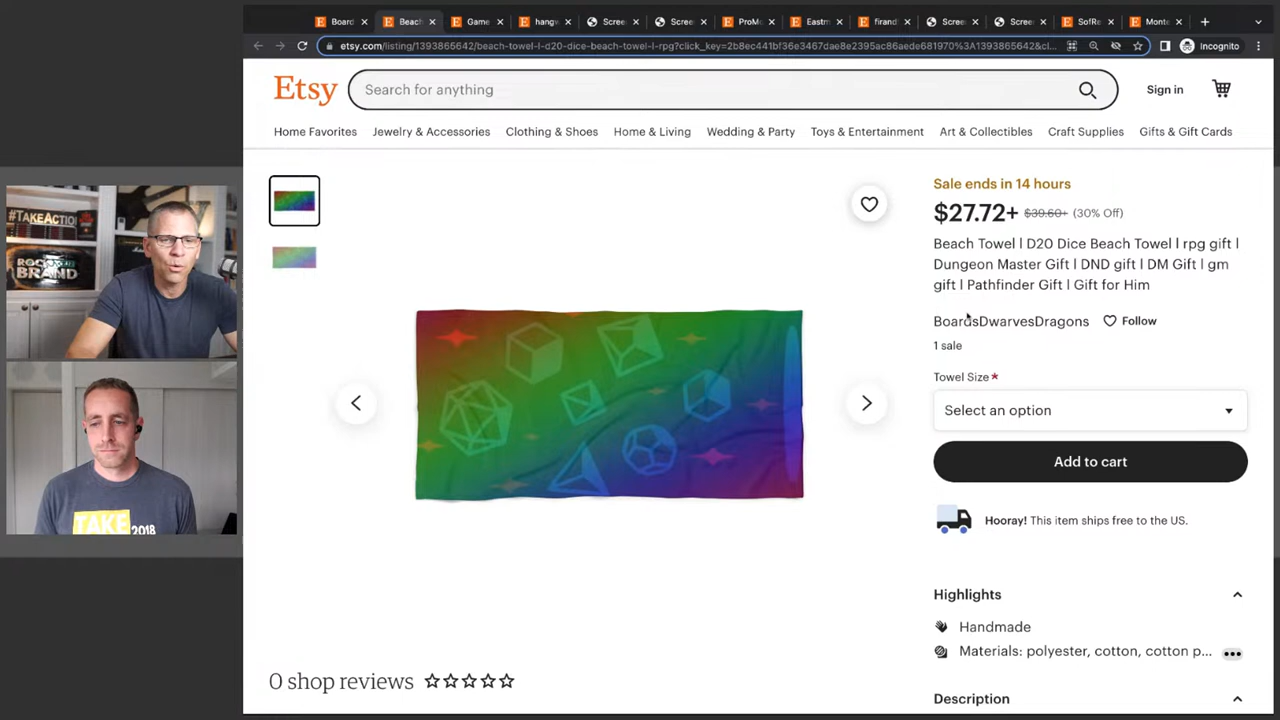 Board
Beach
Game
hangw
Scree
Scree
ProMo
Eastm
firand
Scree
Scree
SofRe
Monte
etsy.com/listing/1393865642/beach-towel-l-d20-dice-beach-towel-l-rpg?click_key=2b8ec441bf36e3467dae8e2395ac86aede681970%3A1393865642&cl...
Incognito
Etsy
Search for anything
Sign in
Home Favorites
Jewelry & Accessories
Clothing & Shoes
Home & Living
Wedding & Party
Toys & Entertainment
Art & Collectibles
Craft Supplies
Gifts & Gift Cards
#TAKEACTIO
BRAND
TAKE
2018
Sale ends in 14 hours
$27.72+ $39.60+ (30% Off)
Beach Towel l D20 Dice Beach Towel l rpg gift l
Dungeon Master Gift l DND gift l DM Gift l gm
gift l Pathfinder Gift l Gift for Him
BoardsDwarvesDragons
Follow
1 sale
Towel Size *
Select an option
Add to cart
Hooray! This item ships free to the US.
Highlights
Handmade
Materials: polyester, cotton, cotton p...
Description
0 shop reviews